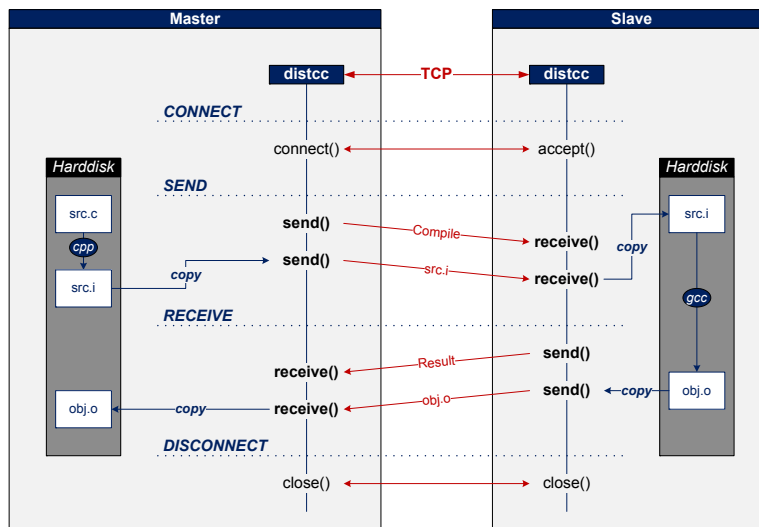 Master
Slave
distcc
TCP
distcc
CONNECT
connect()
accept()
Harddisk
Harddisk
SEND
src.c
send()
Compile
receive()
copy
src.i
cpp
copy
send()
src.i
receive()
src.i
gcc
RECEIVE
send()
Result
receive()
obj.o
copy
receive()
obj.o
send()
copy
obj.o
DISCONNECT
close()
close()